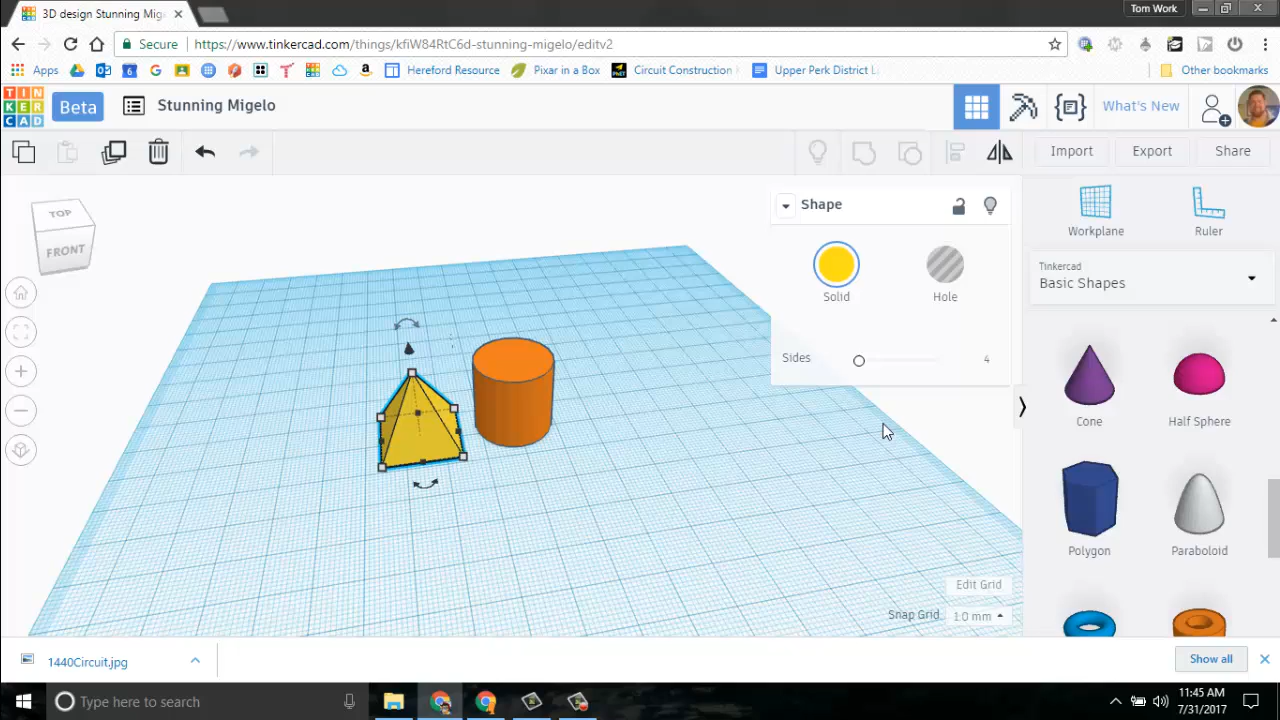 3D design Stunning Mig
Tom Work
Secure
https://www.tinkercad.com/things/kfiW84RtC6d-stunning-migelo/editv2
Apps
6
Hereford Resource
Pixar in a Box
Circuit Construction
Upper Perk District
Other bookmarks
TIN
KER
CAD
Beta
Stunning Migelo
What's New
Import
Export
Share
TOP
FRONT
Shape
Solid
Hole
Sides
4
Workplane
Ruler
Tinkercad
Basic Shapes
Cone
Half Sphere
Polygon
Paraboloid
Edit Grid
Snap Grid
1.0 mm
1440Circuit.jpg
Show all
Type here to search
11:45 AM
7/31/2017